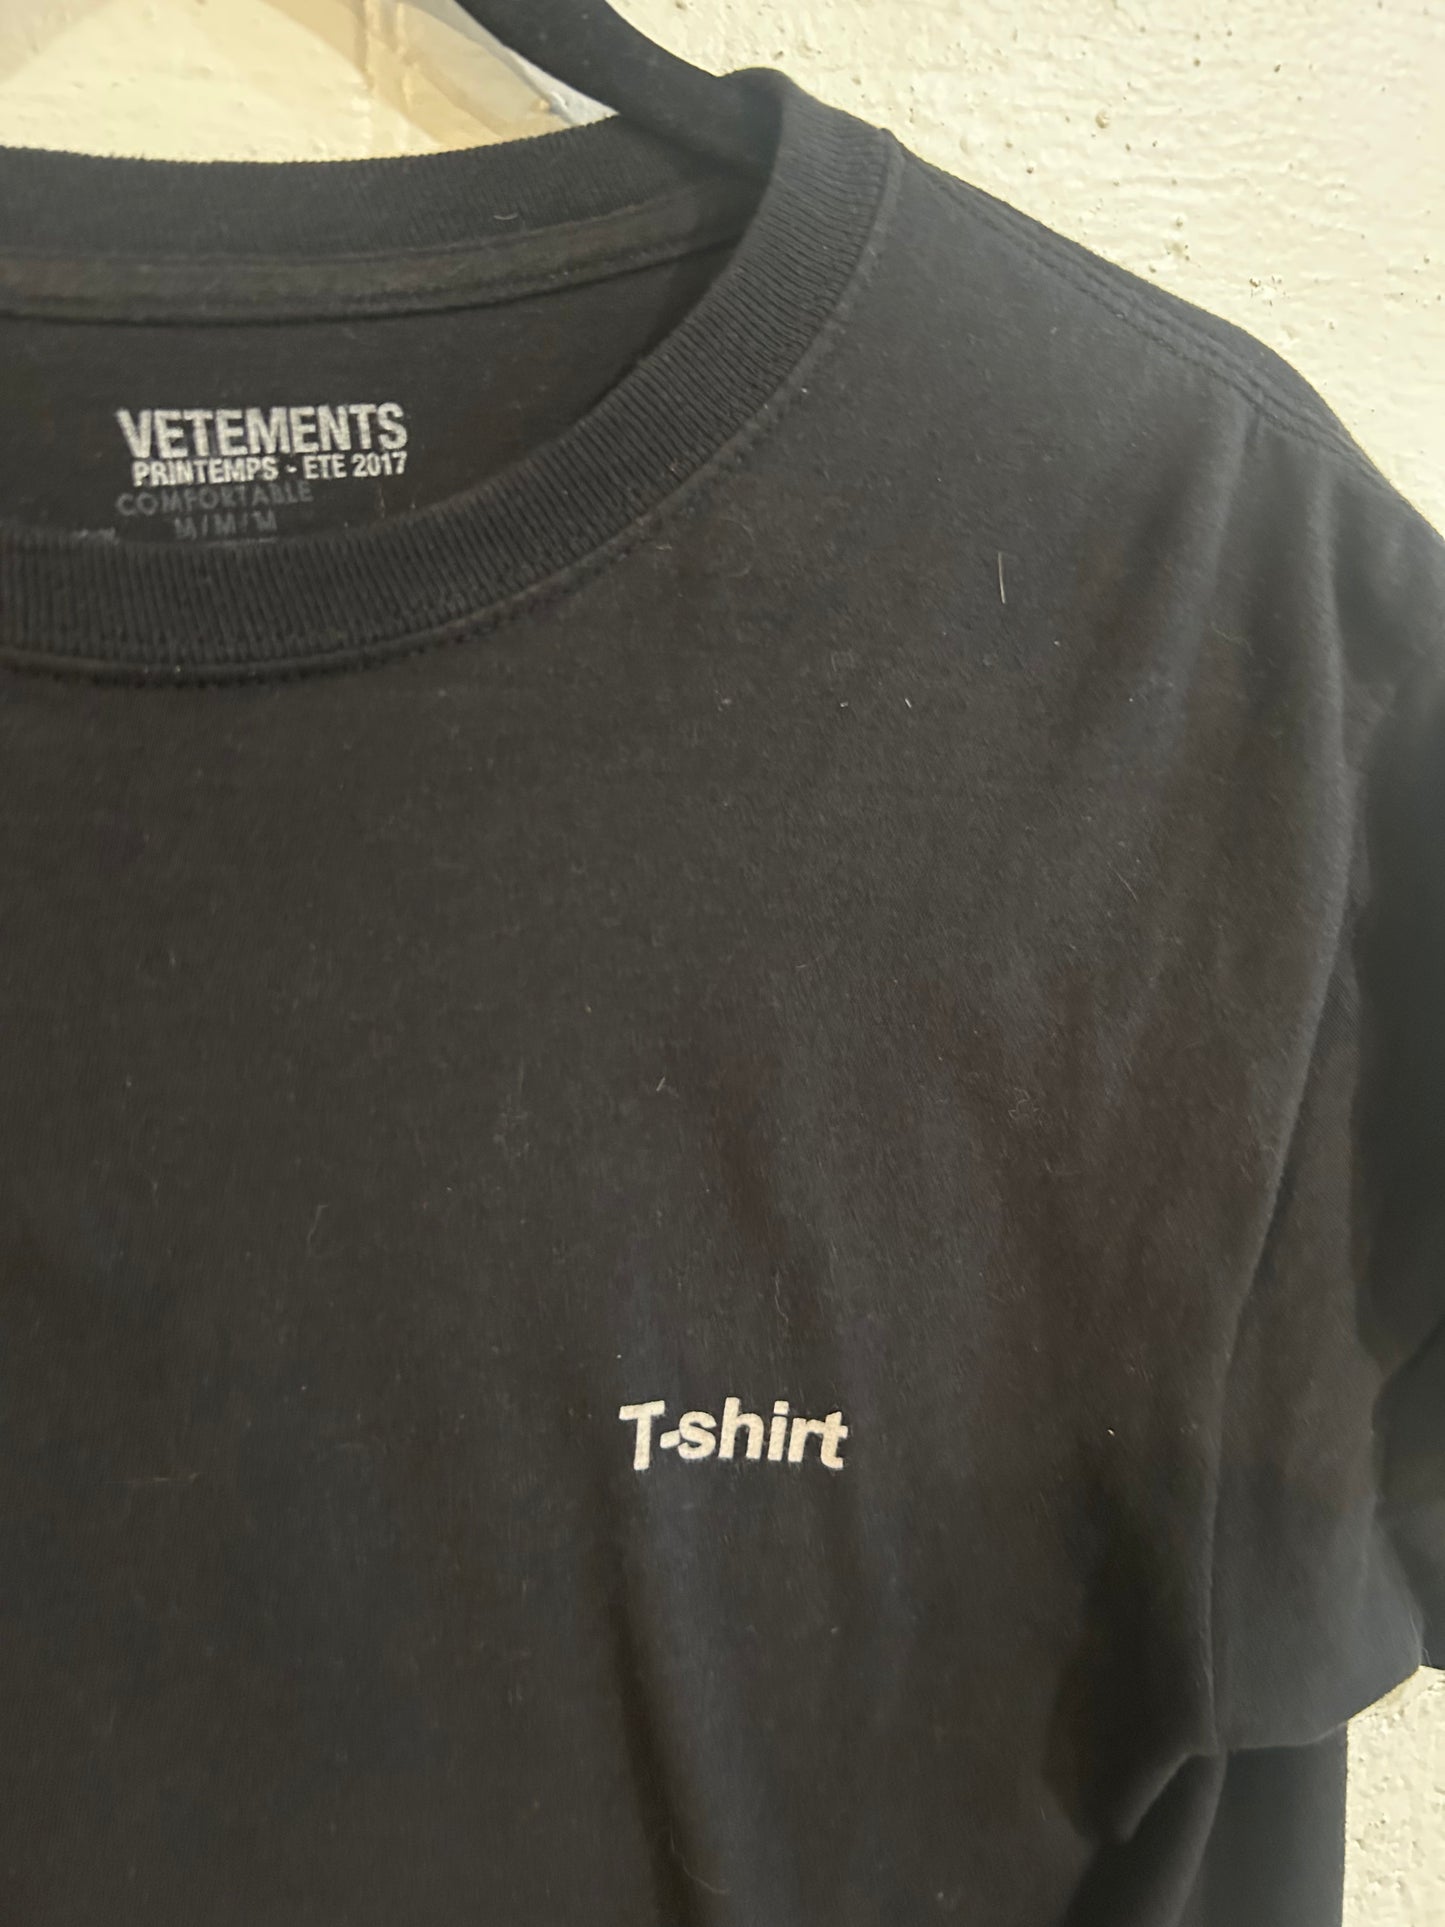 VETEMENTS
PRINTEMPS - ETE 2017
COMFORTABLE
M/M/M
T-shirt